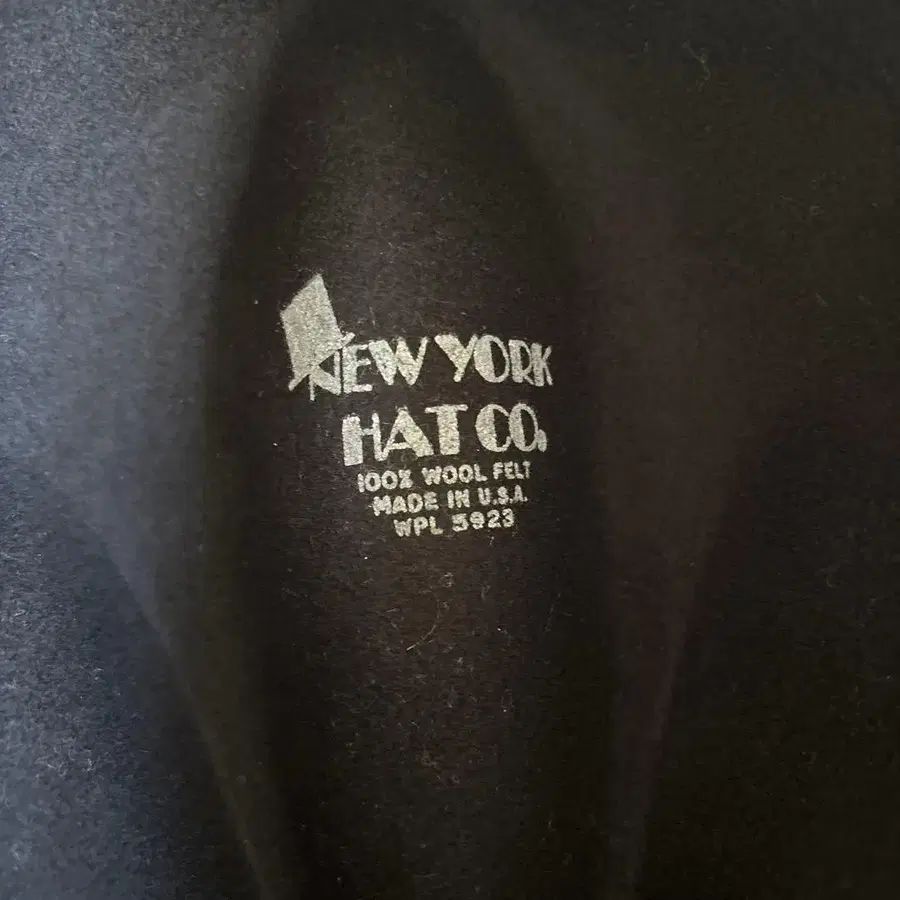 NEW YORK
HAT CO.
100% WOOL FELT
MADE IN U.S.A.
WPL 5923